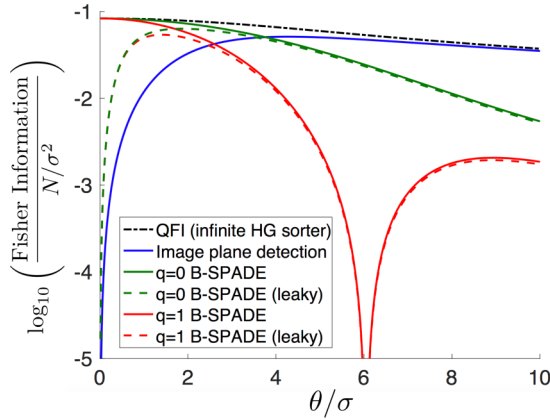 -1
-2
-3
-4
-5
log₁₀ (Fisher Information / N/σ²)
QFI (infinite HG sorter)
Image plane detection
q=0 B-SPADE
q=0 B-SPADE (leaky)
q=1 B-SPADE
q=1 B-SPADE (leaky)
0 2 4 6 8 10
θ/σ